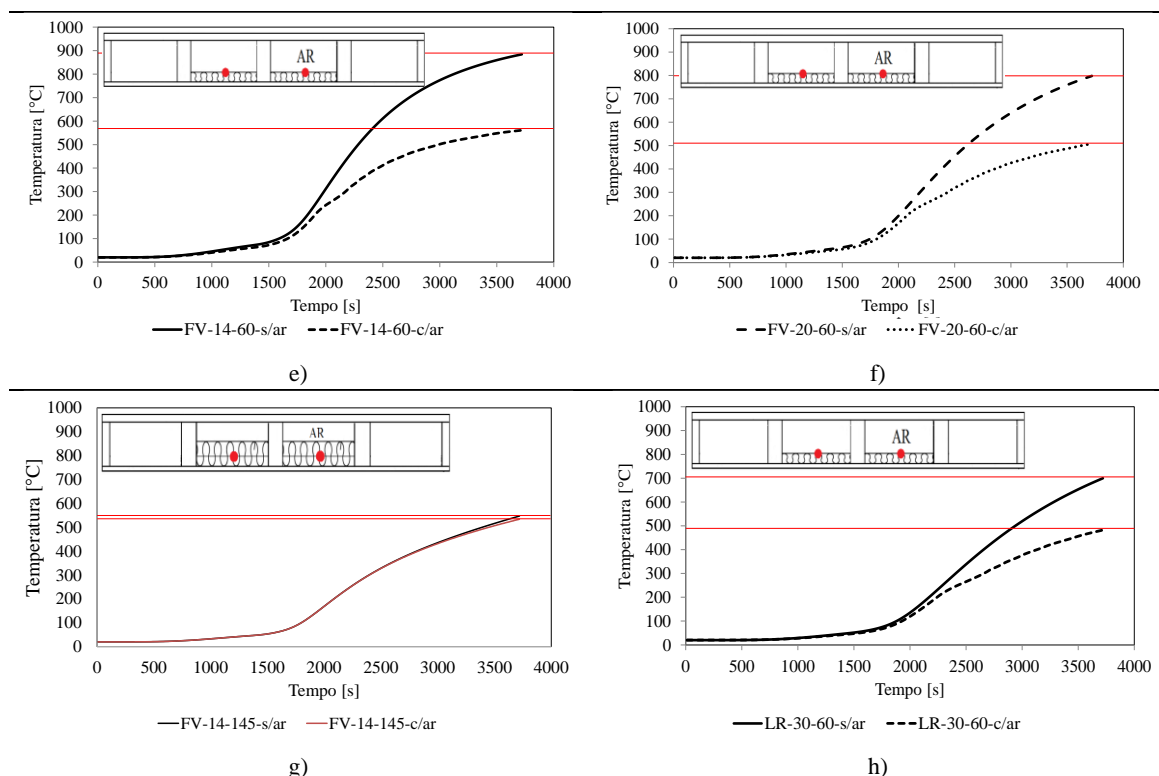 1000
900
800
700
600
500
400
300
200
100
0
Temperatura [°C]
AR
0 500 1000 1500 2000 2500 3000 3500 4000
Tempo [s]
FV-14-60-s/ar FV-14-60-c/ar
e)
1000
900
800
700
600
500
400
300
200
100
0
Temperatura [°C]
AR
0 500 1000 1500 2000 2500 3000 3500 4000
Tempo [s]
FV-20-60-s/ar FV-20-60-c/ar
f)
1000
900
800
700
600
500
400
300
200
100
0
Temperatura [°C]
AR
0 500 1000 1500 2000 2500 3000 3500 4000
Tempo [s]
FV-14-145-s/ar FV-14-145-c/ar
g)
1000
900
800
700
600
500
400
300
200
100
0
Temperatura [°C]
AR
0 500 1000 1500 2000 2500 3000 3500 4000
Tempo [s]
LR-30-60-s/ar LR-30-60-c/ar
h)